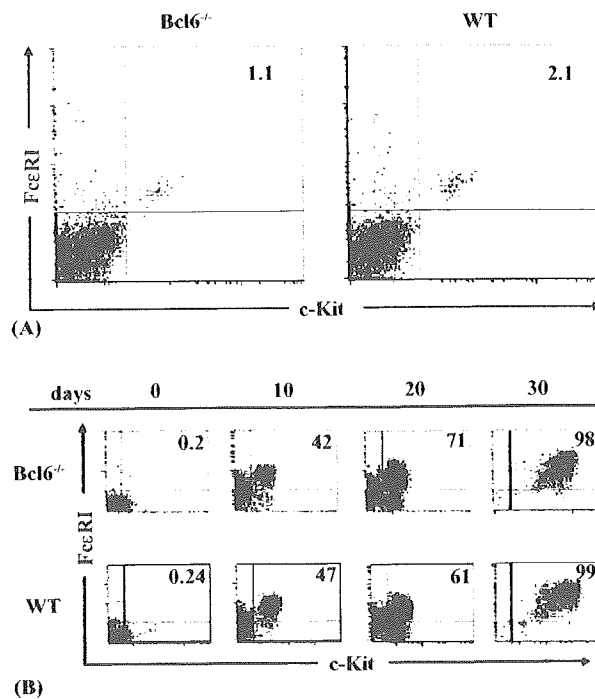 Bcl6⁻/⁻ WT
1.1 2.1
FcεRI
c-Kit
(A)
days 0 10 20 30
Bcl6⁻/⁻ 0.2 42 71 98
FcεRI
WT 0.24 47 61 99
c-Kit
(B)